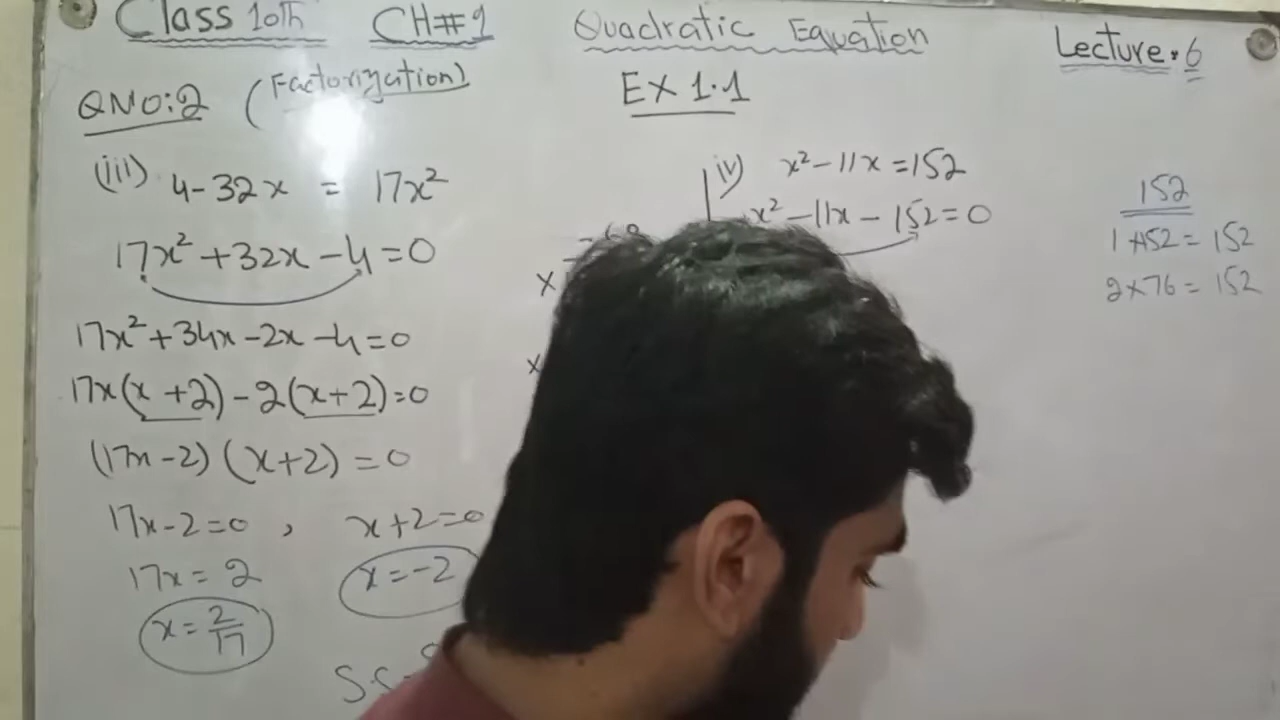 Class 10th CH#1 Quadratic Equation Lecture. 6
QNO:2 (Factorization) EX 1.1
(iii) 4-32x = 17x²
17x²+32x-4=0
17x²+34x-2x-4=0
17x(x+2)-2(x+2)=0
(17x-2)(x+2)=0
17x-2=0 , x+2=0
17x=2 x=-2
x=2/17
S.S=
x
x
iv) x²-11x=152
x²-11x-152=0
152
1×152=152
2×76=152